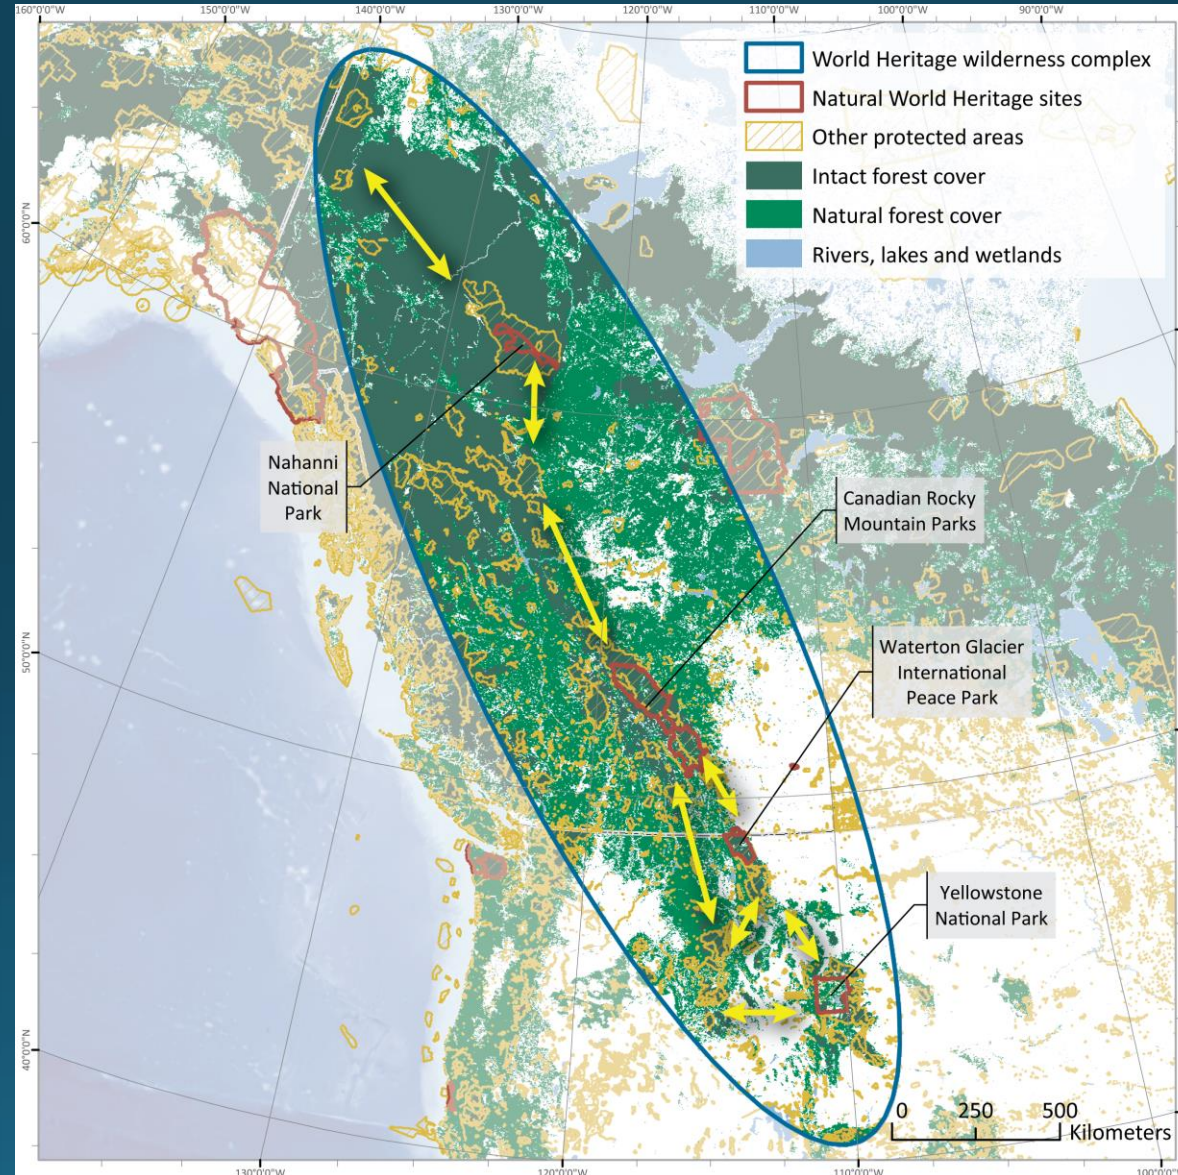 160°0'0"W
150°0'0"W
140°0'0"W
130°0'0"W
120°0'0"W
110°0'0"W
100°0'0"W
90°0'0"W
World Heritage wilderness complex
Natural World Heritage sites
Other protected areas
Intact forest cover
Natural forest cover
Rivers, lakes and wetlands
60°0'0"N
Nahanni
National
Park
Canadian Rocky
Mountain Parks
50°0'0"N
Waterton Glacier
International
Peace Park
Yellowstone
National Park
40°0'0"N
0 250 500
Kilometers
130°0'0"W
120°0'0"W
110°0'0"W
100°0'0"W